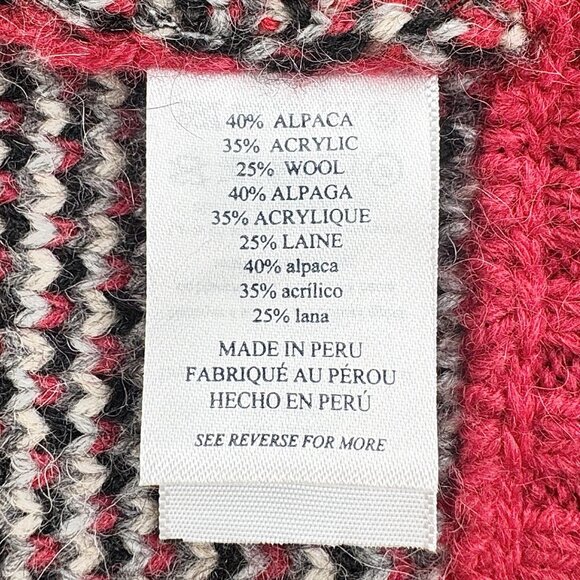 40% ALPACA
35% ACRYLIC
25% WOOL
40% ALPAGA
35% ACRYLIQUE
25% LAINE
40% alpaca
35% acrílico
25% lana
MADE IN PERU
FABRIQUÉ AU PÉROU
HECHO EN PERÚ
SEE REVERSE FOR MORE